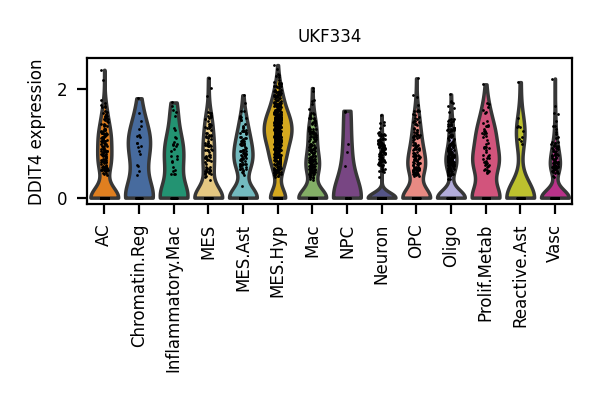 UKF334
DDIT4 expression
2
0
AC
Chromatin.Reg
Inflammatory.Mac
MES
MES.Ast
MES.Hyp
Mac
NPC
Neuron
OPC
Oligo
Prolif.Metab
Reactive.Ast
Vasc